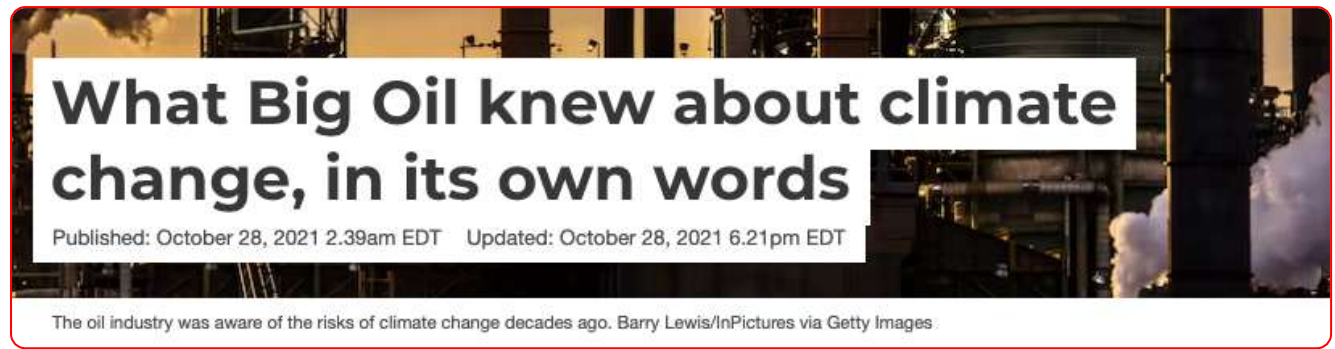 What Big Oil knew about climate
change, in its own words
Published: October 28, 2021 2.39am EDT Updated: October 28, 2021 6.21pm EDT
The oil industry was aware of the risks of climate change decades ago. Barry Lewis/InPictures via Getty Images